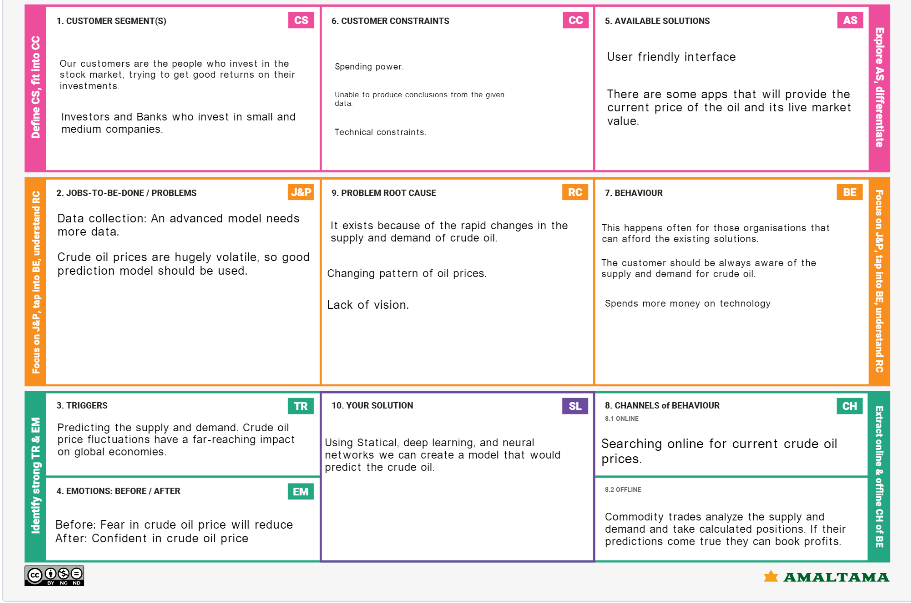 Define CS, fit into CC
1. CUSTOMER SEGMENT(S)
CS
Our customers are the people who invest in the
stock market, trying to get good returns on their
investments.
Investors and Banks who invest in small and
medium companies.
6. CUSTOMER CONSTRAINTS
CC
Spending power.
Unable to produce conclusions from the given
data.
Technical constraints.
5. AVAILABLE SOLUTIONS
AS
User friendly interface
There are some apps that will provide the
current price of the oil and its live market
value.
Explore AS, differentiate
Focus on J&P, tap into BE, understand RC
2. JOBS-TO-BE-DONE / PROBLEMS
J&P
Data collection: An advanced model needs
more data.
Crude oil prices are hugely volatile, so good
prediction model should be used.
9. PROBLEM ROOT CAUSE
RC
It exists because of the rapid changes in the
supply and demand of crude oil.
Changing pattern of oil prices.
Lack of vision.
7. BEHAVIOUR
BE
This happens often for those organisations that
can afford the existing solutions.
The customer should be always aware of the
supply and demand for crude oil.
Spends more money on technology
Focus on J&P, tap into BE, understand RC
Identify strong TR & EM
3. TRIGGERS
TR
Predicting the supply and demand. Crude oil
price fluctuations have a far-reaching impact
on global economies.
4. EMOTIONS: BEFORE / AFTER
EM
Before: Fear in crude oil price will reduce
After: Confident in crude oil price
10. YOUR SOLUTION
SL
Using Statical, deep learning, and neural
networks we can create a model that would
predict the crude oil.
8. CHANNELS of BEHAVIOUR
CH
8.1 ONLINE
Searching online for current crude oil
prices.
8.2 OFFLINE
Commodity trades analyze the supply and
demand and take calculated positions. If their
predictions come true they can book profits.
Extract online & offline CH of BE
cc
BY NC ND
AMALTAMA